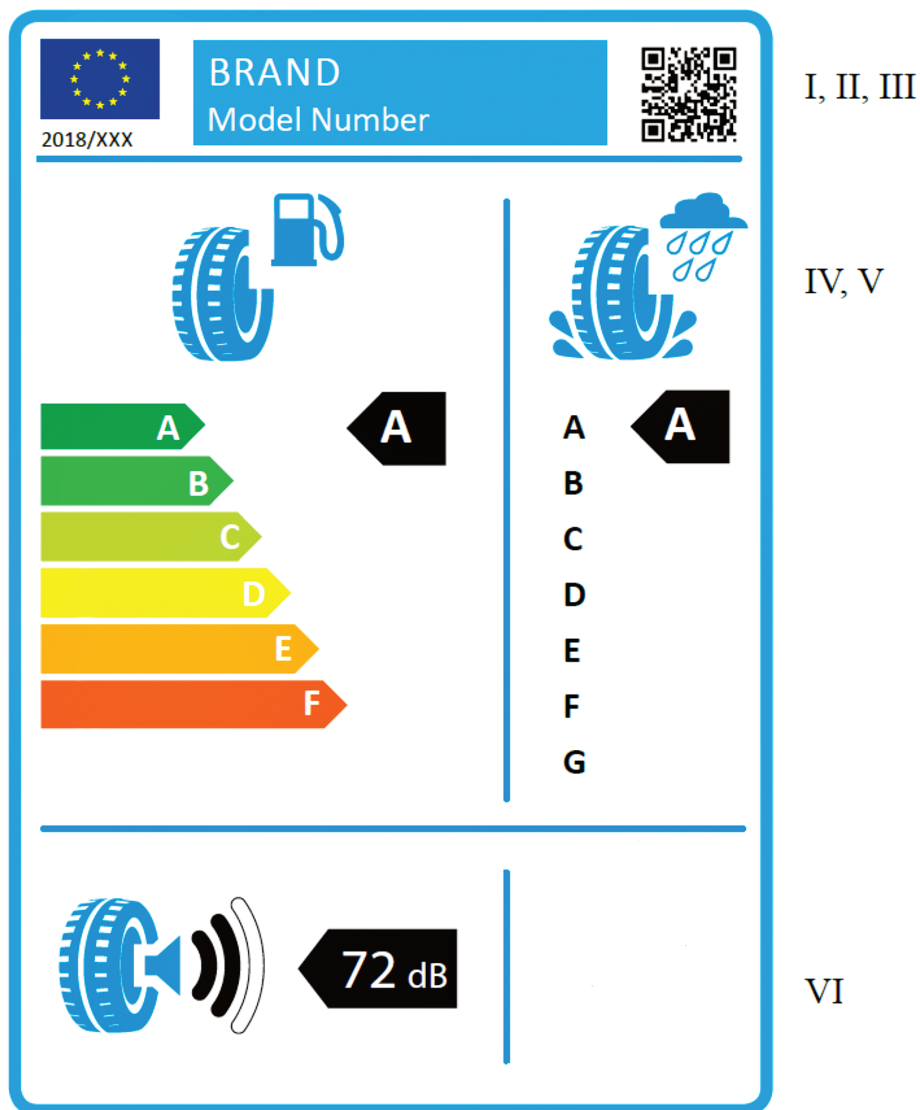 BRAND
Model Number
2018/XXX
I, II, III
IV, V
A
B
C
D
E
F
A
A
B
C
D
E
F
G
A
72 dB
VI